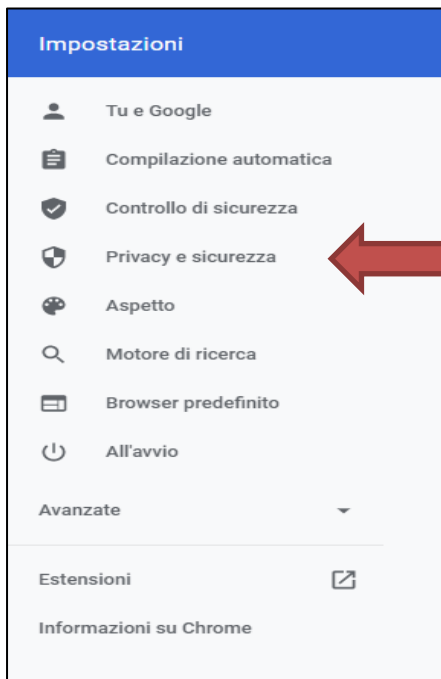 Impostazioni
Tu e Google
Compilazione automatica
Controllo di sicurezza
Privacy e sicurezza
Aspetto
Motore di ricerca
Browser predefinito
All'avvio
Avanzate
Estensioni
Informazioni su Chrome